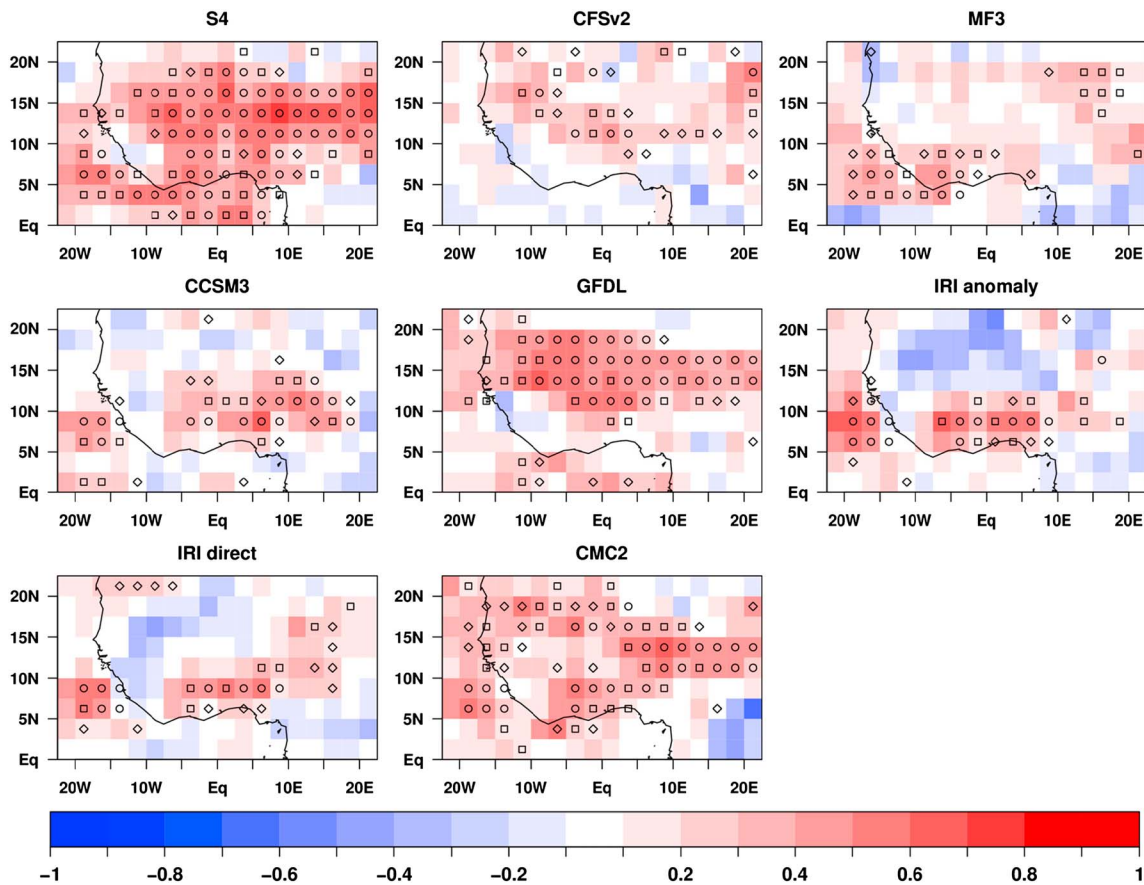 S4 CFSv2 MF3
20N 20N 20N
15N 15N 15N
10N 10N 10N
5N 5N 5N
Eq Eq Eq
20W 10W Eq 10E 20E 20W 10W Eq 10E 20E 20W 10W Eq 10E 20E
CCSM3 GFDL IRI anomaly
20N 20N 20N
15N 15N 15N
10N 10N 10N
5N 5N 5N
Eq Eq Eq
20W 10W Eq 10E 20E 20W 10W Eq 10E 20E 20W 10W Eq 10E 20E
IRI direct CMC2
20N 20N
15N 15N
10N 10N
5N 5N
Eq Eq
20W 10W Eq 10E 20E 20W 10W Eq 10E 20E
−1 −0.8 −0.6 −0.4 −0.2 0.2 0.4 0.6 0.8 1